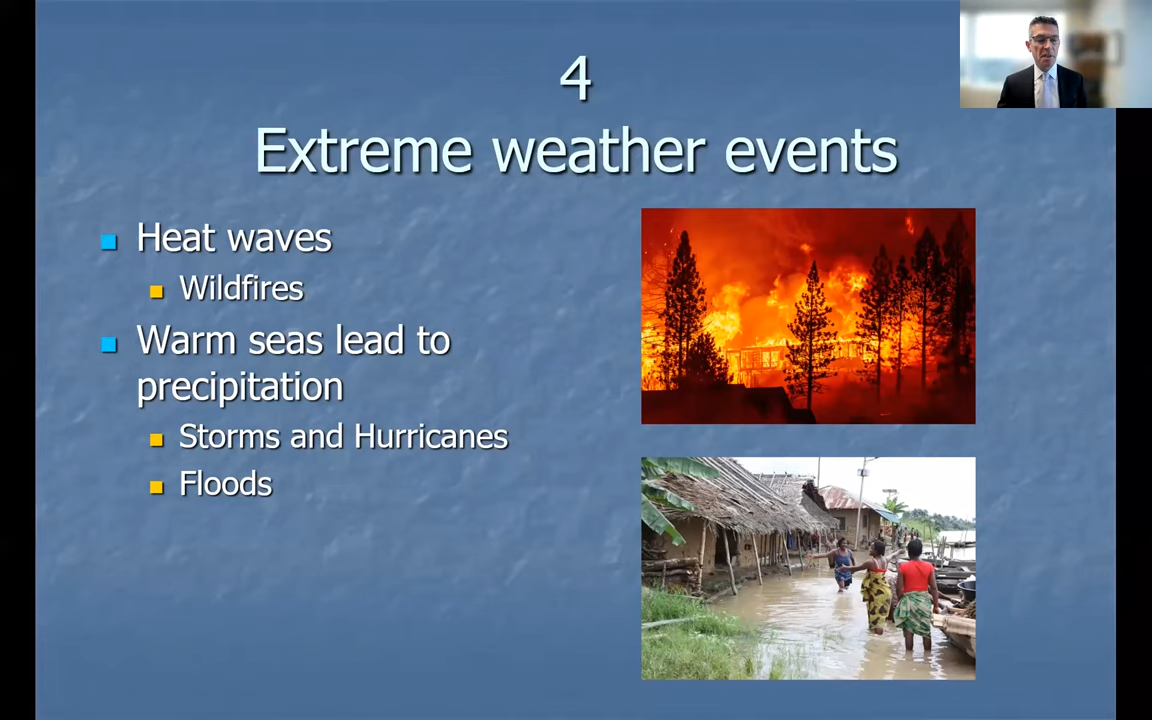 4
Extreme weather events
Heat waves
Wildfires
Warm seas lead to
precipitation
Storms and Hurricanes
Floods